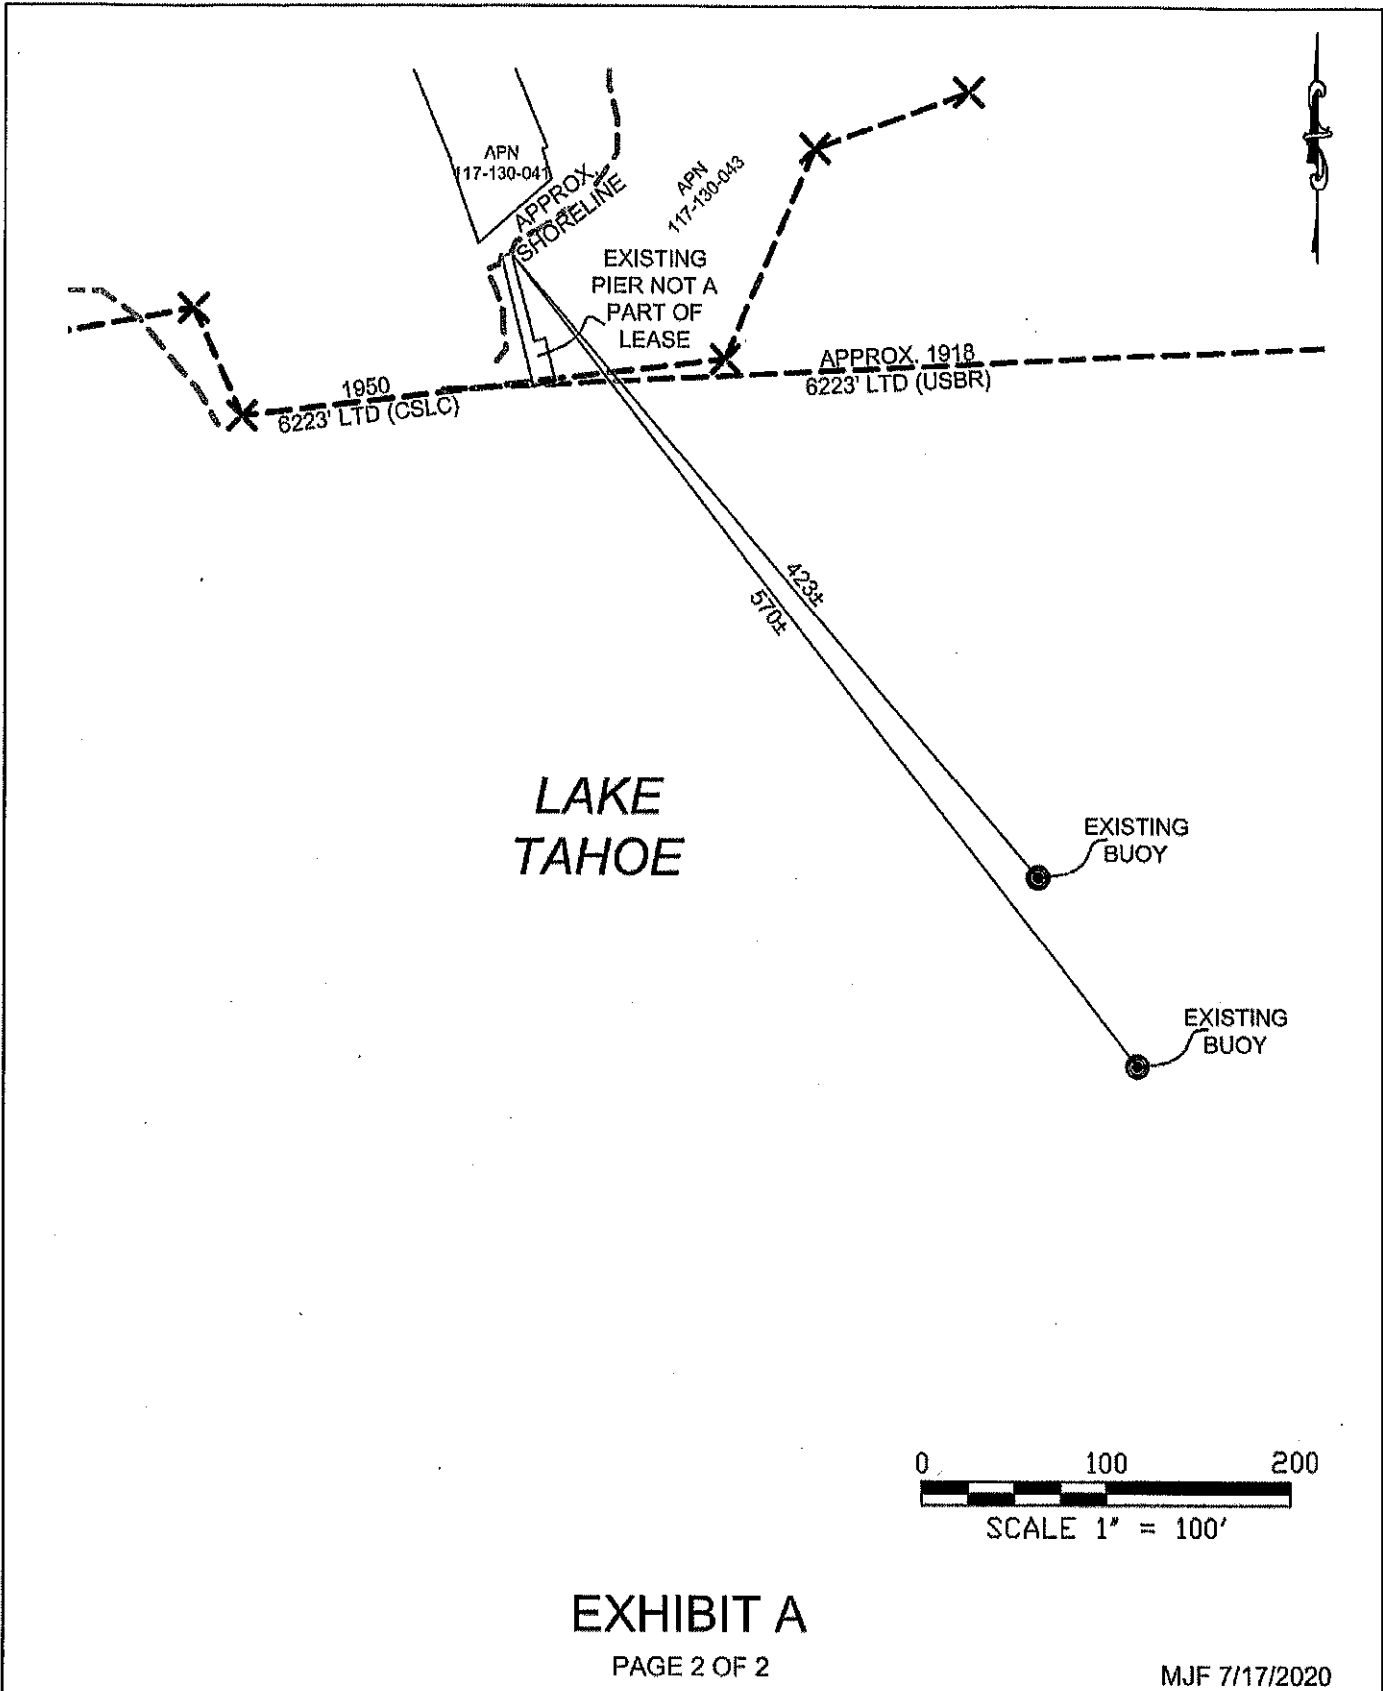 APN
117-130-041
APPROX.
SHORELINE
APN
117-130-043
EXISTING
PIER NOT A
PART OF
LEASE
1950
6223' LTD (CSLC)
APPROX. 1918
6223' LTD (USBR)
423±
570±
LAKE
TAHOE
EXISTING
BUOY
EXISTING
BUOY
0 100 200
SCALE 1" = 100'
EXHIBIT A
PAGE 2 OF 2
MJF 7/17/2020